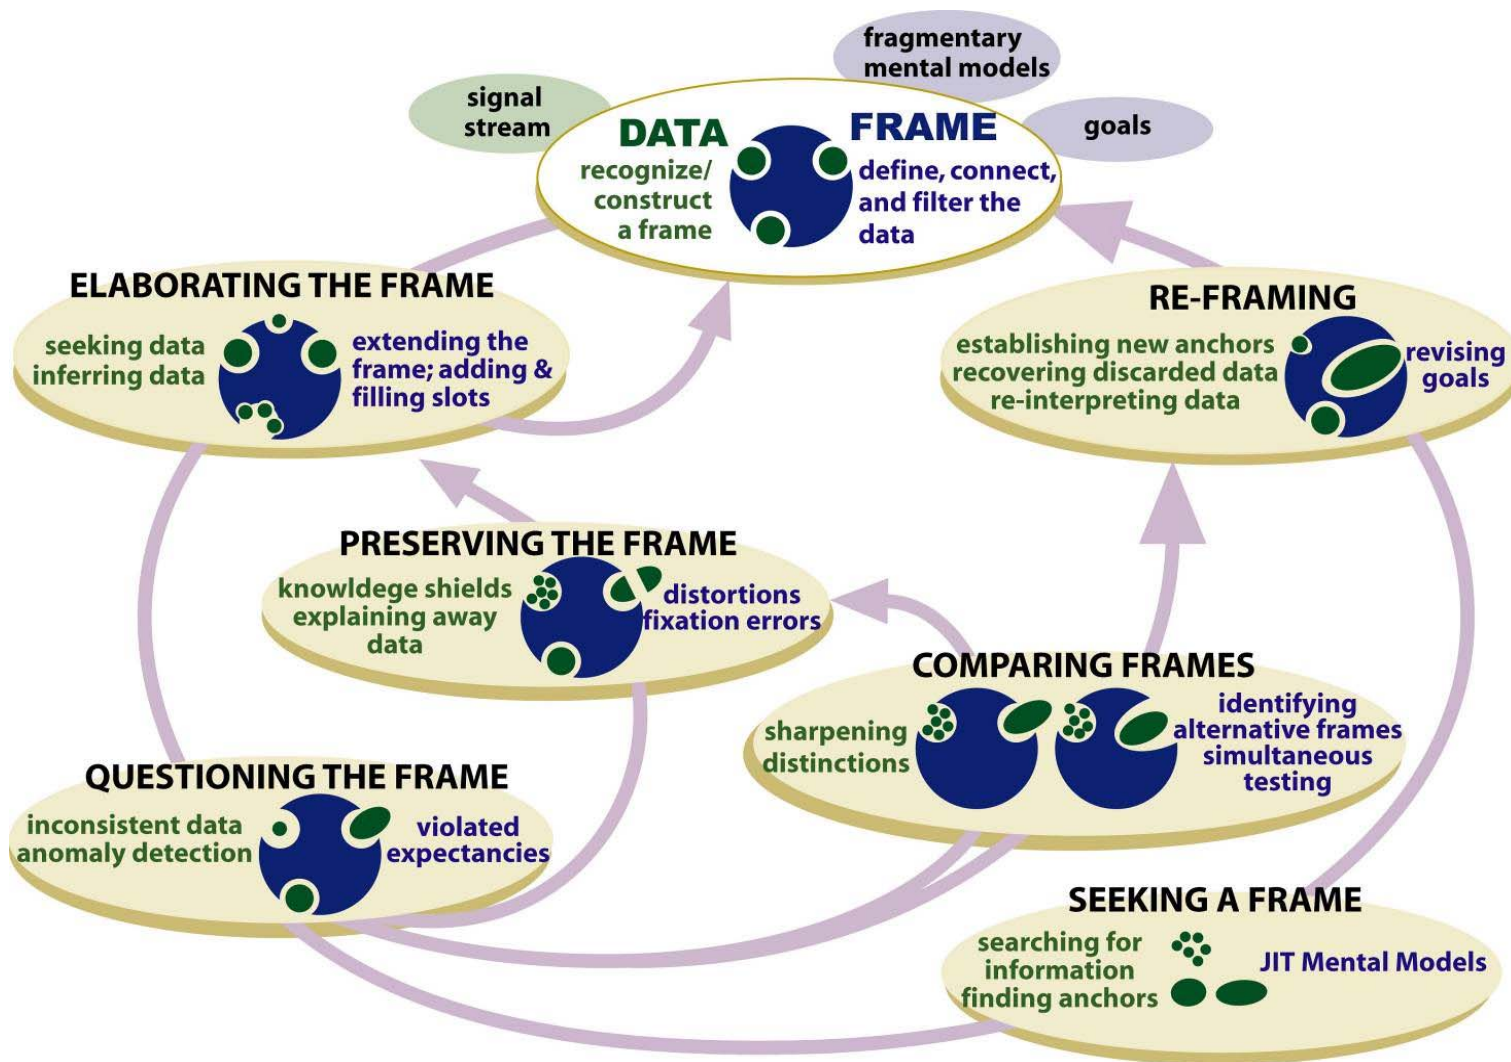 fragmentary
mental models
signal
stream
goals
DATA
recognize/
construct
a frame
FRAME
define, connect,
and filter the
data
ELABORATING THE FRAME
seeking data
inferring data
extending the
frame; adding &
filling slots
RE-FRAMING
establishing new anchors
recovering discarded data
re-interpreting data
revising
goals
PRESERVING THE FRAME
knowldege shields
explaining away
data
distortions
fixation errors
COMPARING FRAMES
sharpening
distinctions
identifying
alternative frames
simultaneous
testing
QUESTIONING THE FRAME
inconsistent data
anomaly detection
violated
expectancies
SEEKING A FRAME
searching for
information
finding anchors
JIT Mental Models